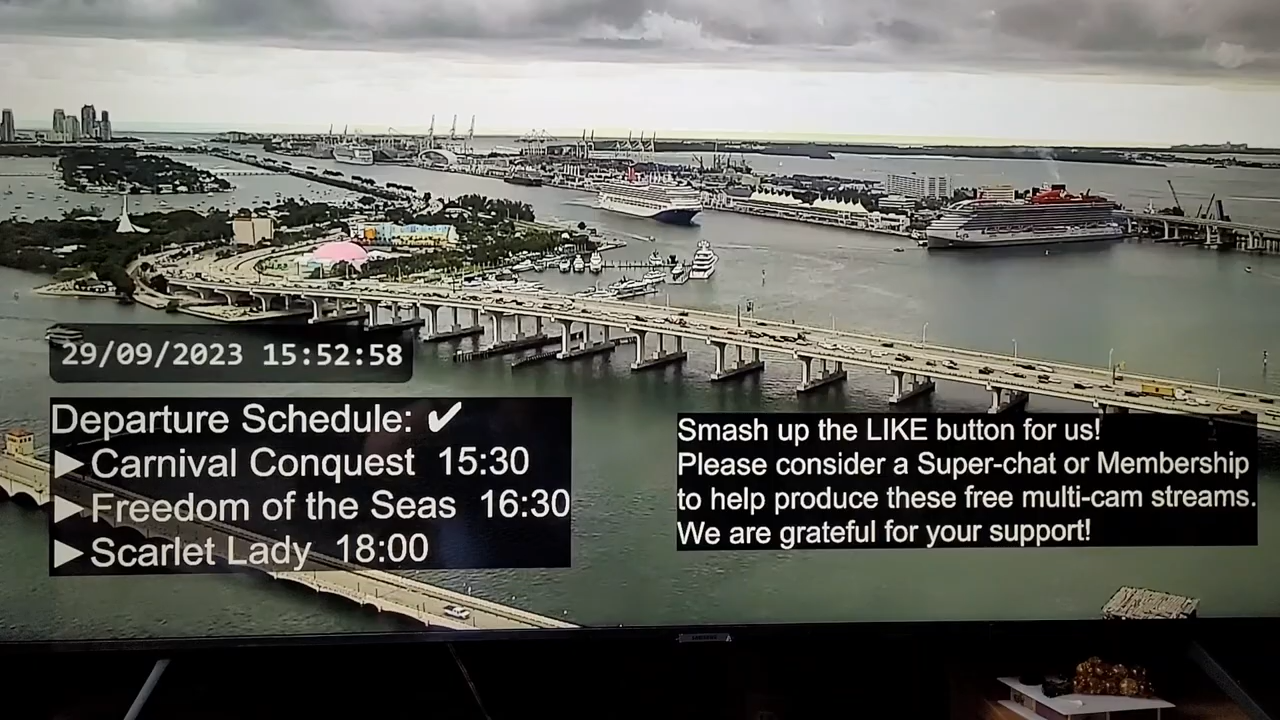 29/09/2023 15:52:58
Departure Schedule: ✔
▶ Carnival Conquest 15:30
▶ Freedom of the Seas 16:30
▶ Scarlet Lady 18:00
Smash up the LIKE button for us!
Please consider a Super-chat or Membership
to help produce these free multi-cam streams.
We are grateful for your support!
SAMSUNG